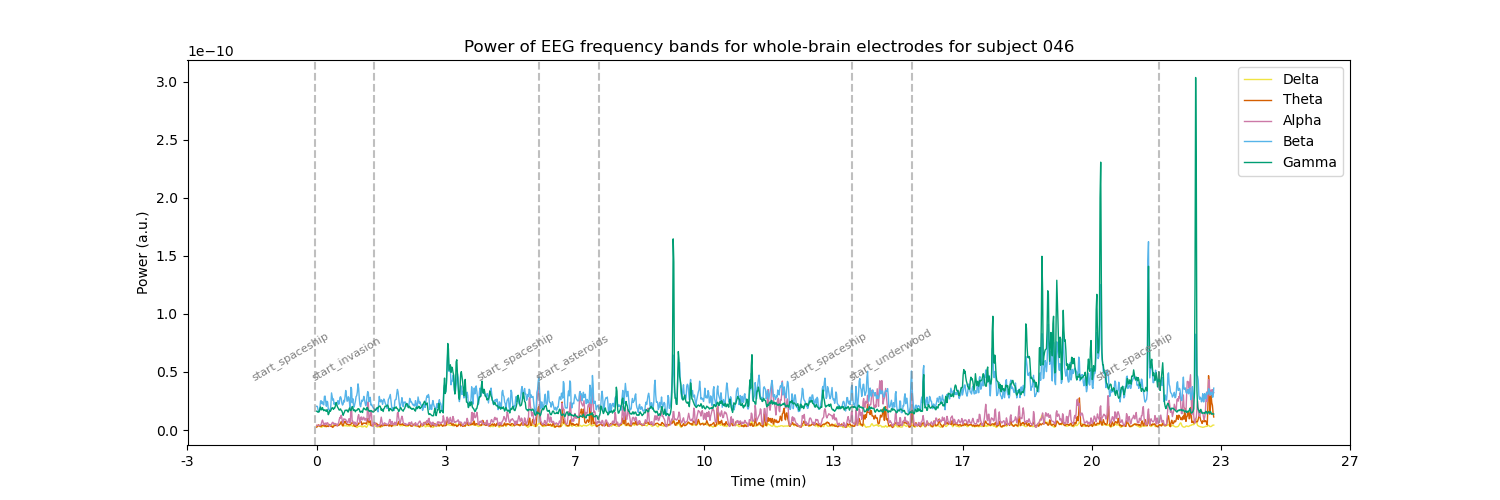 Power of EEG frequency bands for whole-brain electrodes for subject 046
1e−10
3.0
2.5
2.0
1.5
1.0
0.5
0.0
Power (a.u.)
start_spaceship
start_invasion
start_spaceship
start_asteroids
start_spaceship
start_underwood
start_spaceship
Delta
Theta
Alpha
Beta
Gamma
-3 0 3 7 10 13 17 20 23 27
Time (min)